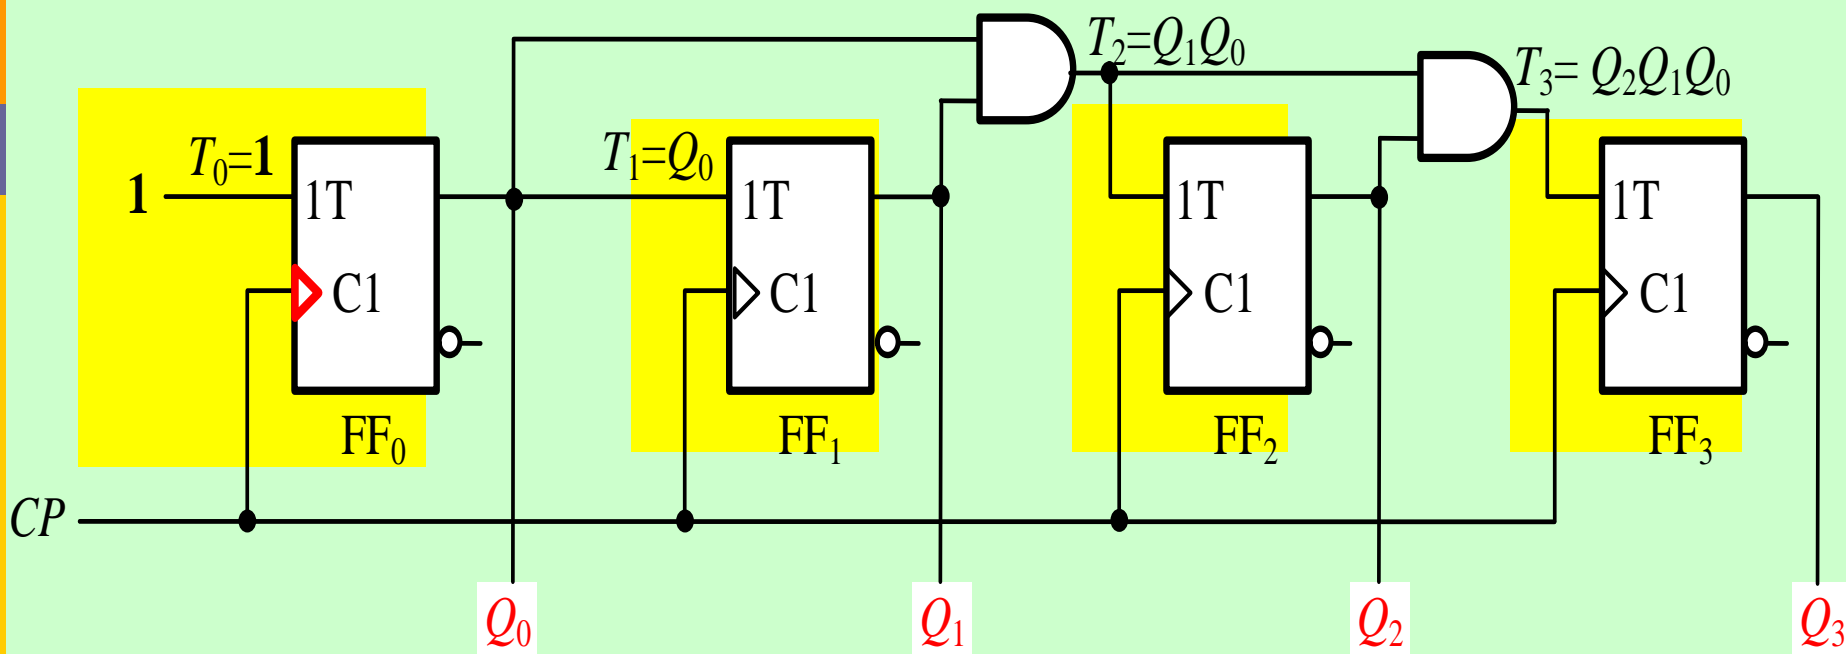 T₂=Q₁Q₀
T₃= Q₂Q₁Q₀
T₀=1
T₁=Q₀
1
1T
1T
1T
1T
C1
C1
C1
C1
FF₀
FF₁
FF₂
FF₃
CP
Q₀
Q₁
Q₂
Q₃